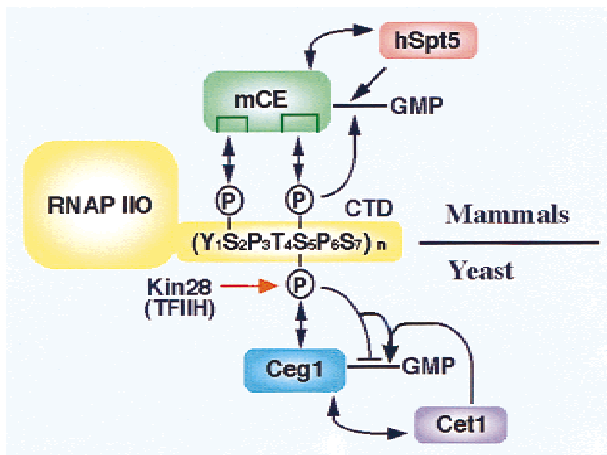 hSpt5
mCE
GMP
P P
RNAP IIO
CTD
Mammals
(Y1S2P3T4S5P6S7) n
Yeast
Kin28
(TFIIH)
P
Ceg1
GMP
Cet1